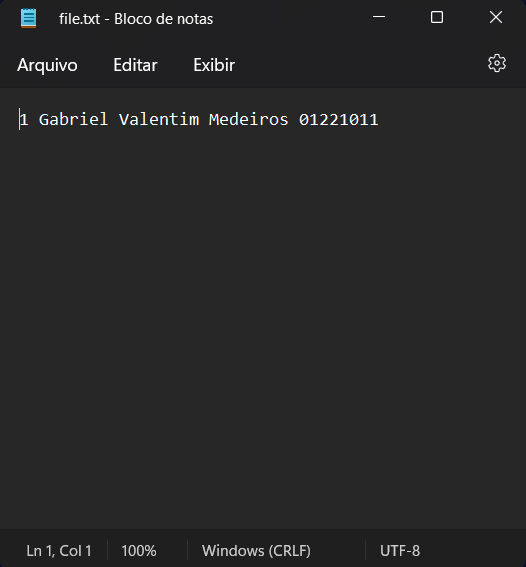 file.txt - Bloco de notas
Arquivo Editar Exibir
1 Gabriel Valentim Medeiros 01221011
Ln 1, Col 1 100% Windows (CRLF) UTF-8